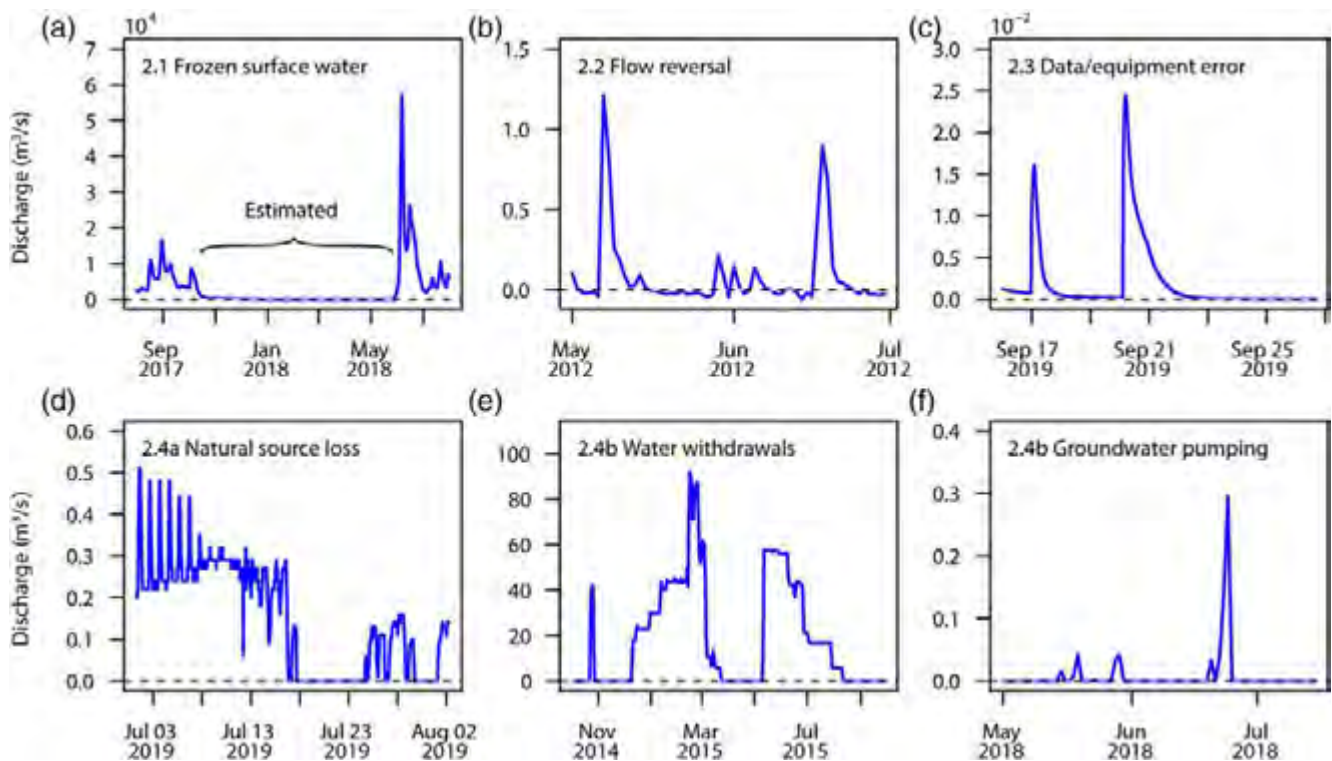 (a) 10⁴ (b) (c) 10⁻²
7 1.5 3.0
2.1 Frozen surface water 2.2 Flow reversal 2.3 Data/equipment error
6 2.5
5 1.0 2.0
4
Estimated 1.5
3 0.5
2 1.0
1 0.5
0 0.0 0.0
Discharge (m³/s)
Sep Jan May May Jun Jul Sep 17 Sep 21 Sep 25
2017 2018 2018 2012 2012 2012 2019 2019 2019
(d) (e) (f)
0.6 0.4
2.4a Natural source loss 2.4b Water withdrawals 2.4b Groundwater pumping
0.5 100
0.4 80 0.3
0.3 60 0.2
0.2 40
0.1 20 0.1
0.0 0 0.0
Discharge (m³/s)
Jul 03 Jul 13 Jul 23 Aug 02 Nov Mar Jul May Jun Jul
2019 2019 2019 2019 2014 2015 2015 2018 2018 2018